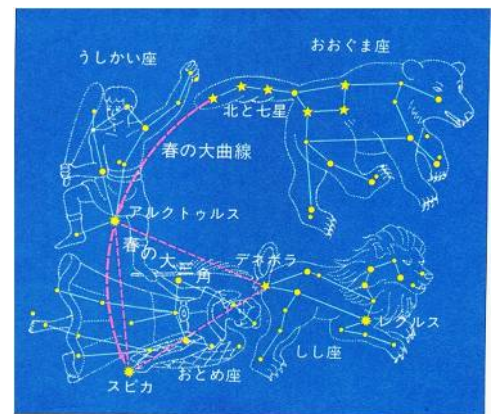 おおぐま座
うしかい座
北と七星
春の大曲線
アルクトゥルス
春の大三角
デネボラ
レグルス
しし座
おとめ座
スピカ